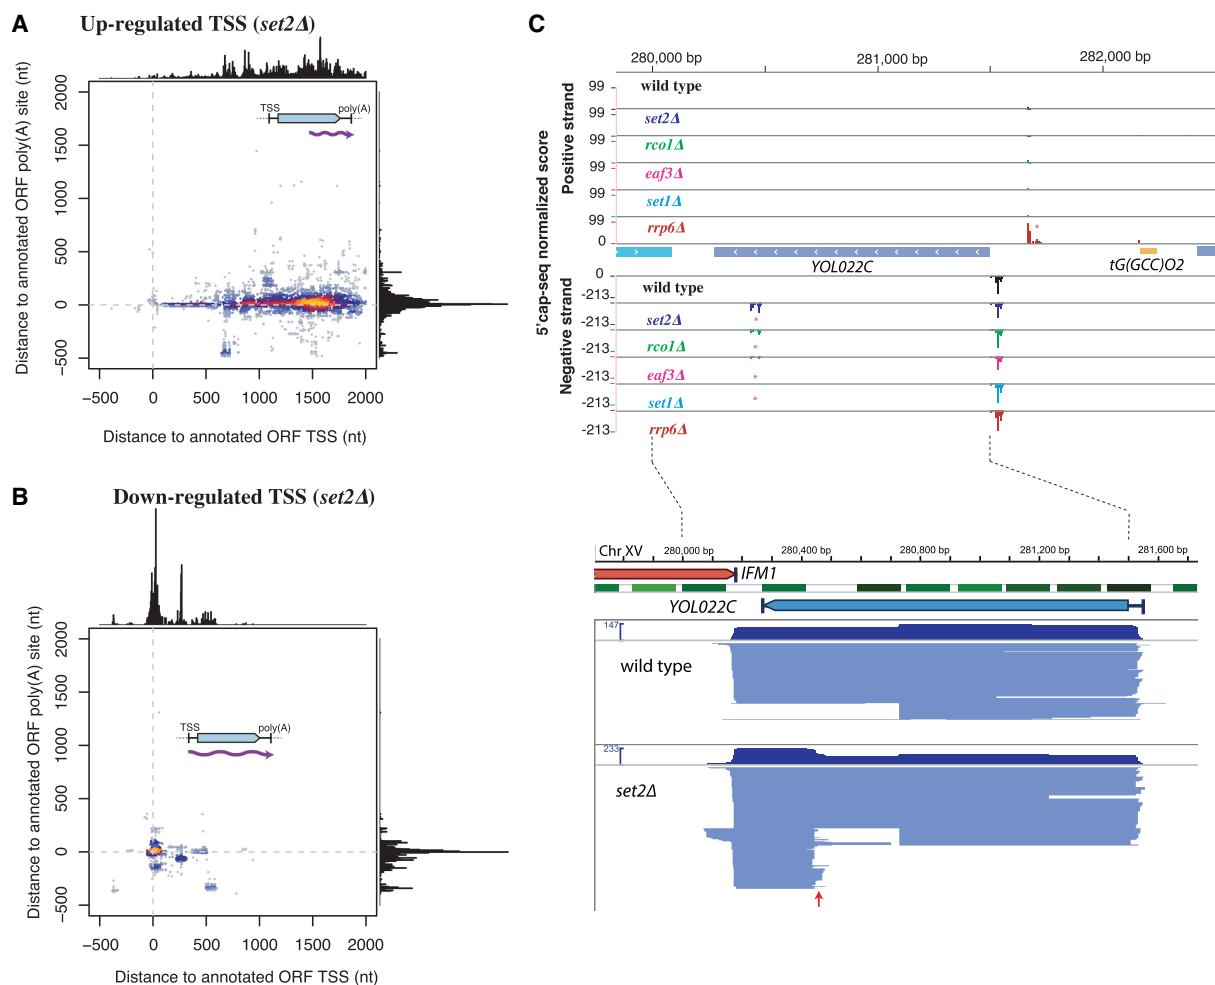 A
Up-regulated TSS (set2Δ)
Distance to annotated ORF poly(A) site (nt)
2000
1500
1000
500
0
−500
TSS
poly(A)
−500 0 500 1000 1500 2000
Distance to annotated ORF TSS (nt)
B
Down-regulated TSS (set2Δ)
Distance to annotated ORF poly(A) site (nt)
2000
1500
1000
500
0
−500
TSS
poly(A)
−500 0 500 1000 1500 2000
Distance to annotated ORF TSS (nt)
C
280,000 bp 281,000 bp 282,000 bp
5'cap-seq normalized score
Positive strand
99 wild type
99 set2Δ
99 rco1Δ
99 eaf3Δ
99 set1Δ
99 rrp6Δ *
0
YOL022C tG(GCC)O2
Negative strand
0
wild type
-213
set2Δ *
-213
rco1Δ *
-213
eaf3Δ *
-213
set1Δ *
-213
rrp6Δ
-213
Chr XV 280,000 bp 280,400 bp 280,800 bp 281,200 bp 281,600 bp
IFM1
YOL022C
147
wild type
233
set2Δ